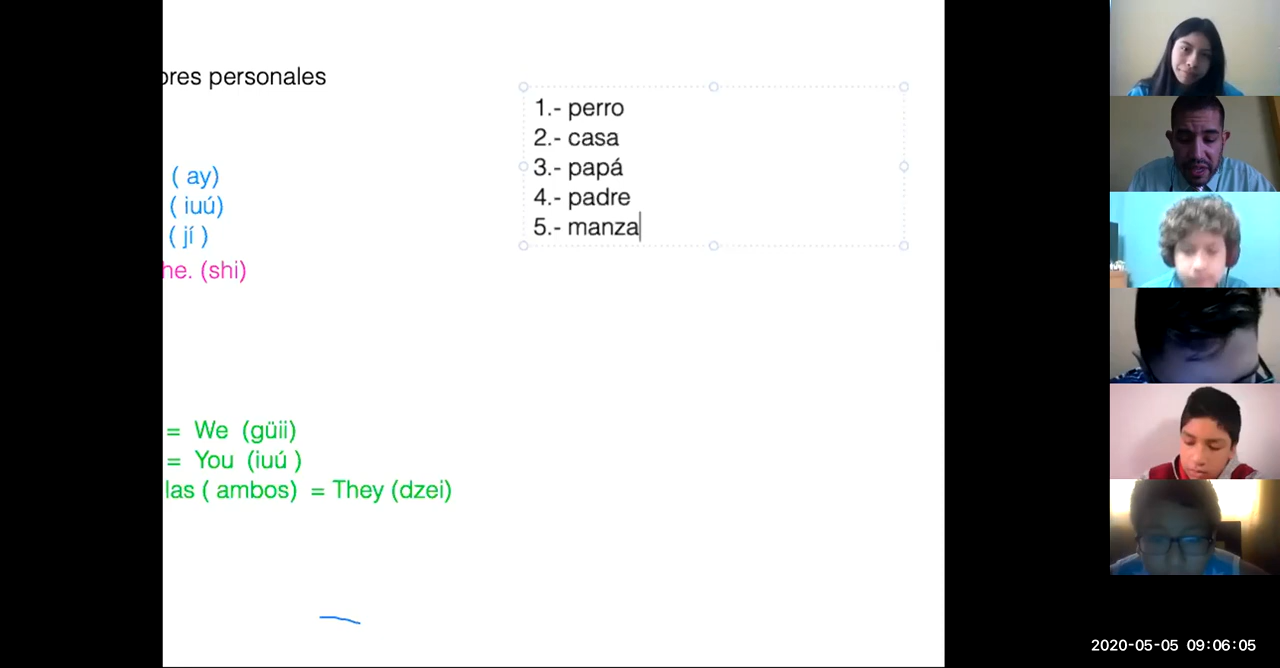 ores personales
1.- perro
2.- casa
3.- papá
4.- padre
5.- manza
( ay)
( iuú)
( jí )
he. (shi)
= We (güii)
= You (iuú )
las ( ambos) = They (dzei)
2020-05-05 09:06:05